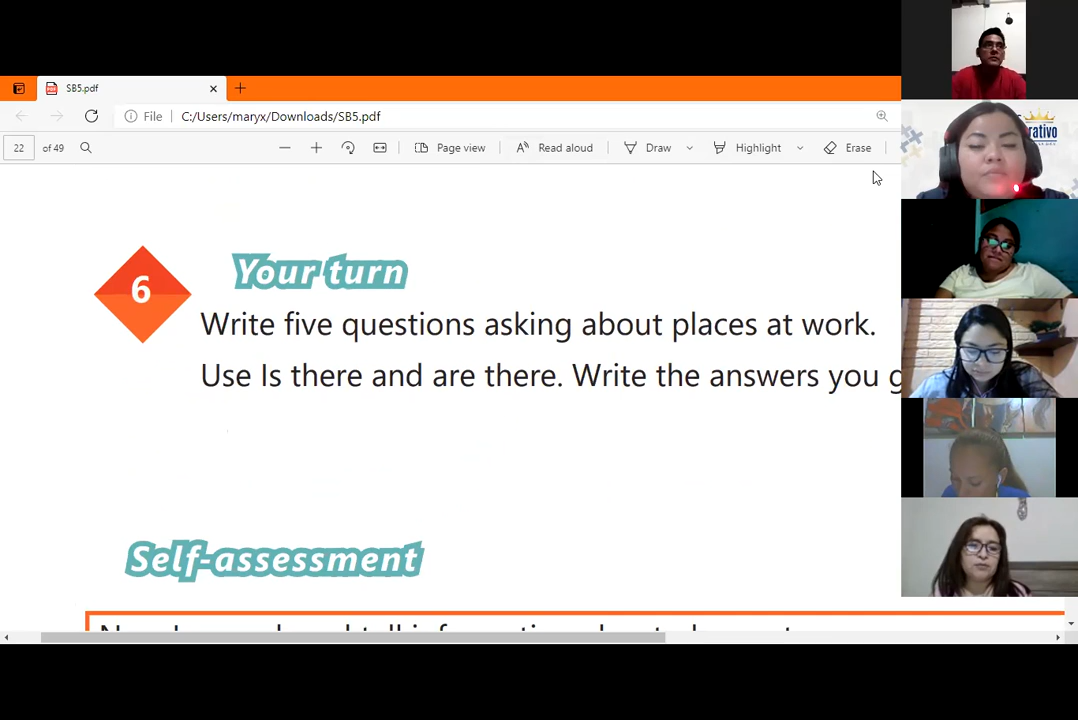 SB5.pdf
File C:/Users/maryx/Downloads/SB5.pdf
22 of 49 Page view Read aloud Draw Highlight Erase
6
Your turn
Write five questions asking about places at work.
Use Is there and are there. Write the answers you g
Self-assessment